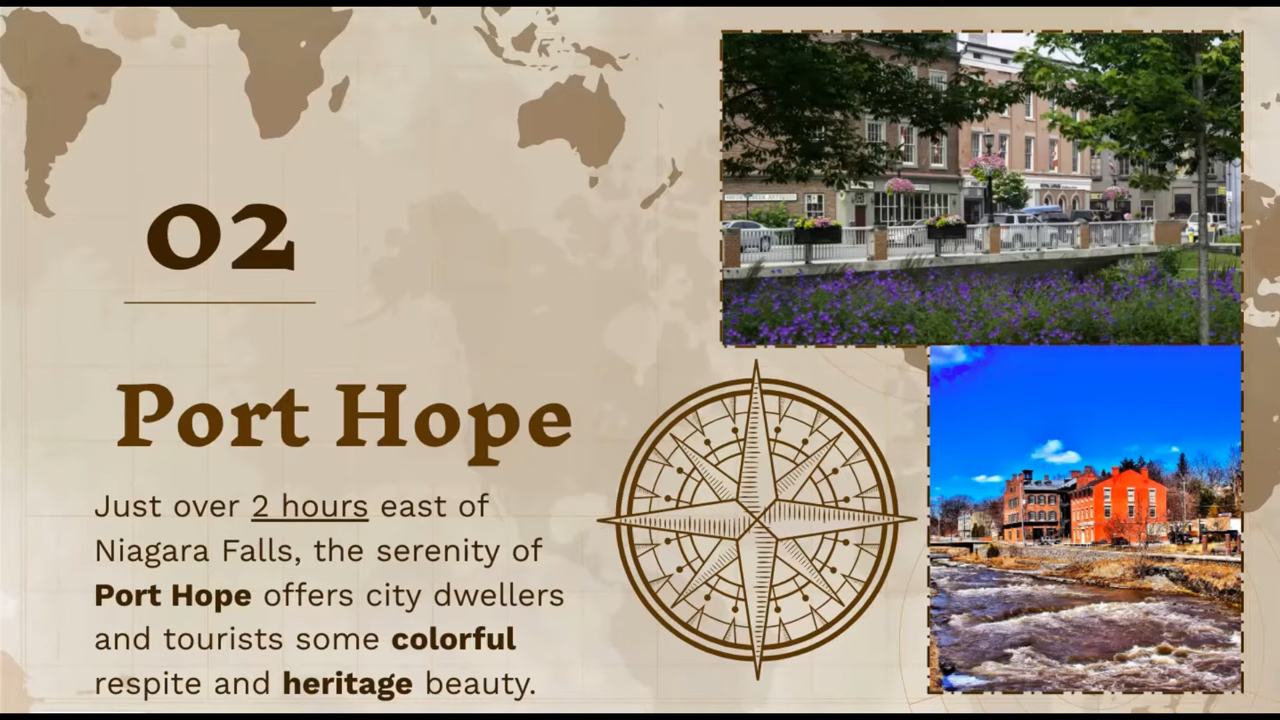 02
Port Hope
Just over 2 hours east of
Niagara Falls, the serenity of
Port Hope offers city dwellers
and tourists some colorful
respite and heritage beauty.